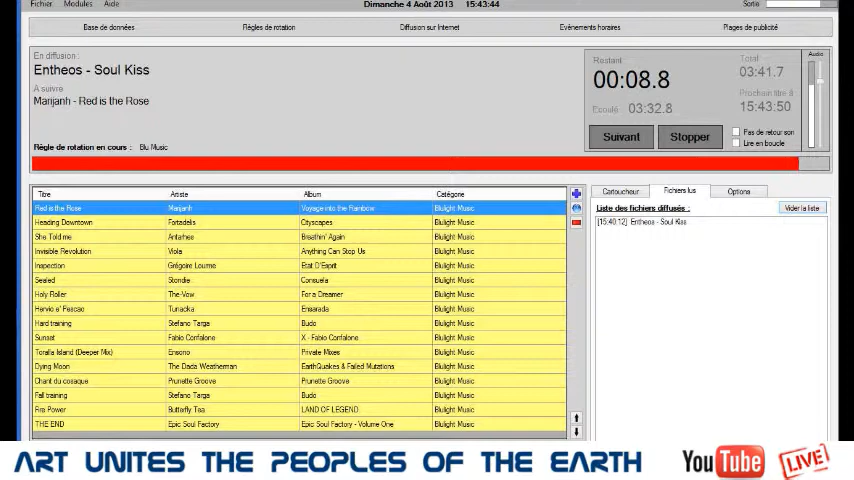 Fichier Modules Aide Dimanche 4 Août 2013 15:43:44 Sortie
Base de données Règles de rotation Diffusion sur Internet Evénements horaires Plages de publicité
En diffusion :
Entheos - Soul Kiss
A suivre
Marijanh - Red is the Rose
Règle de rotation en cours : Blu Music
Restant
00:08.8
Ecoulé 03:32.8
Total
03:41.7
Prochain titre à
15:43:50
Audio
Suivant Stopper
Pas de retour son
Lire en boucle
Titre Artiste Album Catégorie
Red is the Rose Marijanh Voyage into the Rainbow Blulight Music
Heading Downtown Fortadelis Cityscapes Blulight Music
She Told me Antarhea Breathin' Again Blulight Music
Invisible Revolution Viola Anything Can Stop Us Blulight Music
Inspection Grégoire Lourme Etat D'Esprit Blulight Music
Sealed Stondie Consuela Blulight Music
Holy Roller The-Vow For a Dreamer Blulight Music
Hervio e' Pescao Tunacka Ensarada Blulight Music
Hard training Stefano Targa Budo Blulight Music
Sunset Fabio Confalone X - Fabio Confalone Blulight Music
Toralla Island (Deeper Mix) Ensono Private Mixes Blulight Music
Dying Moon The Dada Weatherman EarthQuakes & Failed Mutations Blulight Music
Chant du cosaque Prunette Groove Prunette Groove Blulight Music
Fall training Stefano Targa Budo Blulight Music
Fire Power Butterfly Tea LAND OF LEGEND Blulight Music
THE END Epic Soul Factory Epic Soul Factory - Volume One Blulight Music
Cartoucheur Fichiers lus Options
Liste des fichiers diffusés : Vider la liste
[15:40:12] Entheos - Soul Kiss
ART UNITES THE PEOPLES OF THE EARTH
YouTube LIVE